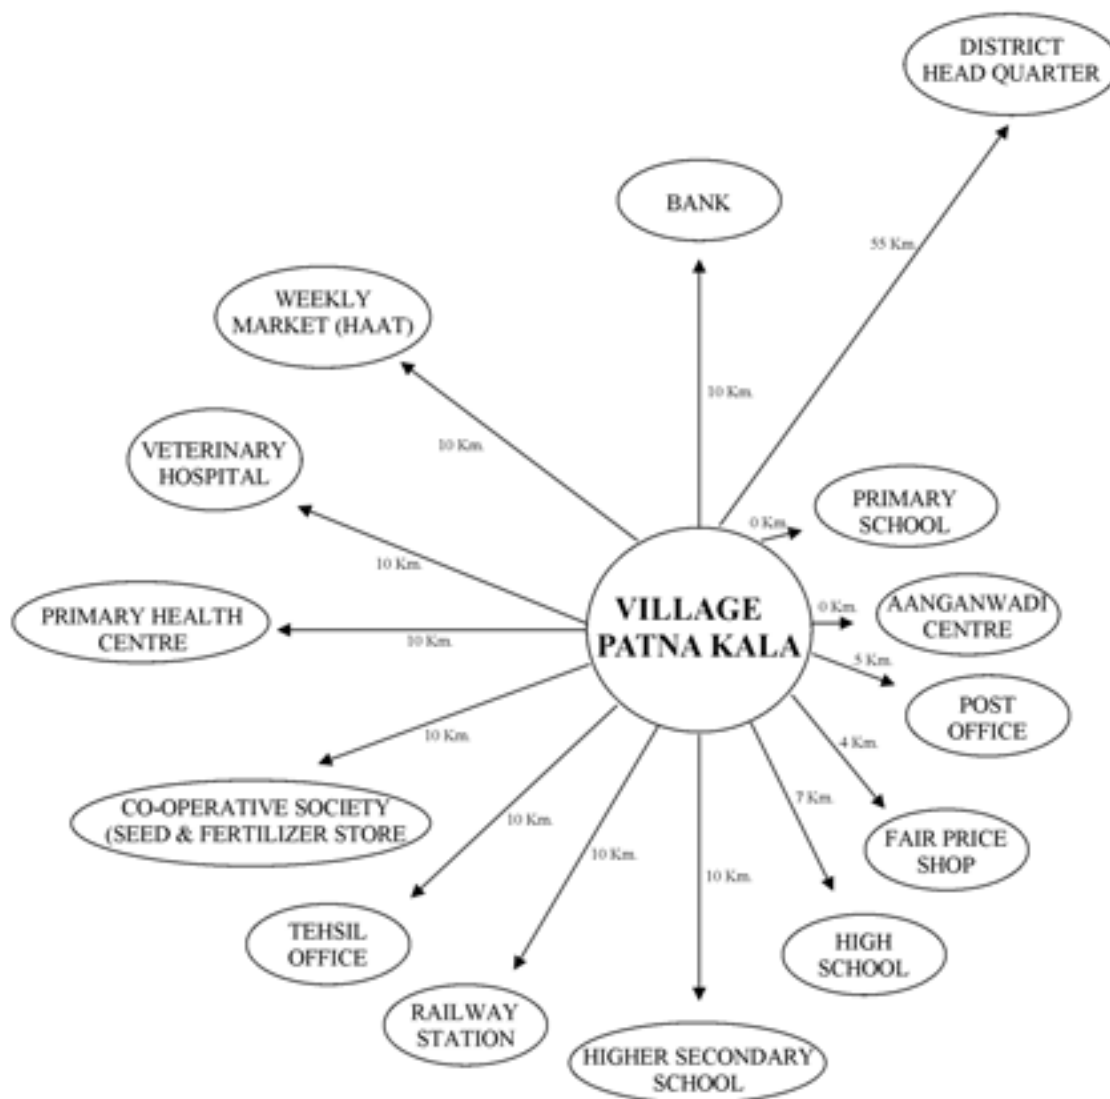 DISTRICT
HEAD QUARTER
BANK
55 Km.
WEEKLY
MARKET (HAAT)
10 Km.
10 Km.
VETERINARY
HOSPITAL
PRIMARY
SCHOOL
0 Km.
10 Km.
VILLAGE
PATNA KALA
0 Km.
AANGANWADI
CENTRE
PRIMARY HEALTH
CENTRE
10 Km.
5 Km.
POST
OFFICE
10 Km.
4 Km.
CO-OPERATIVE SOCIETY
(SEED & FERTILIZER STORE
10 Km.
7 Km.
FAIR PRICE
SHOP
10 Km.
10 Km.
TEHSIL
OFFICE
HIGH
SCHOOL
RAILWAY
STATION
HIGHER SECONDARY
SCHOOL